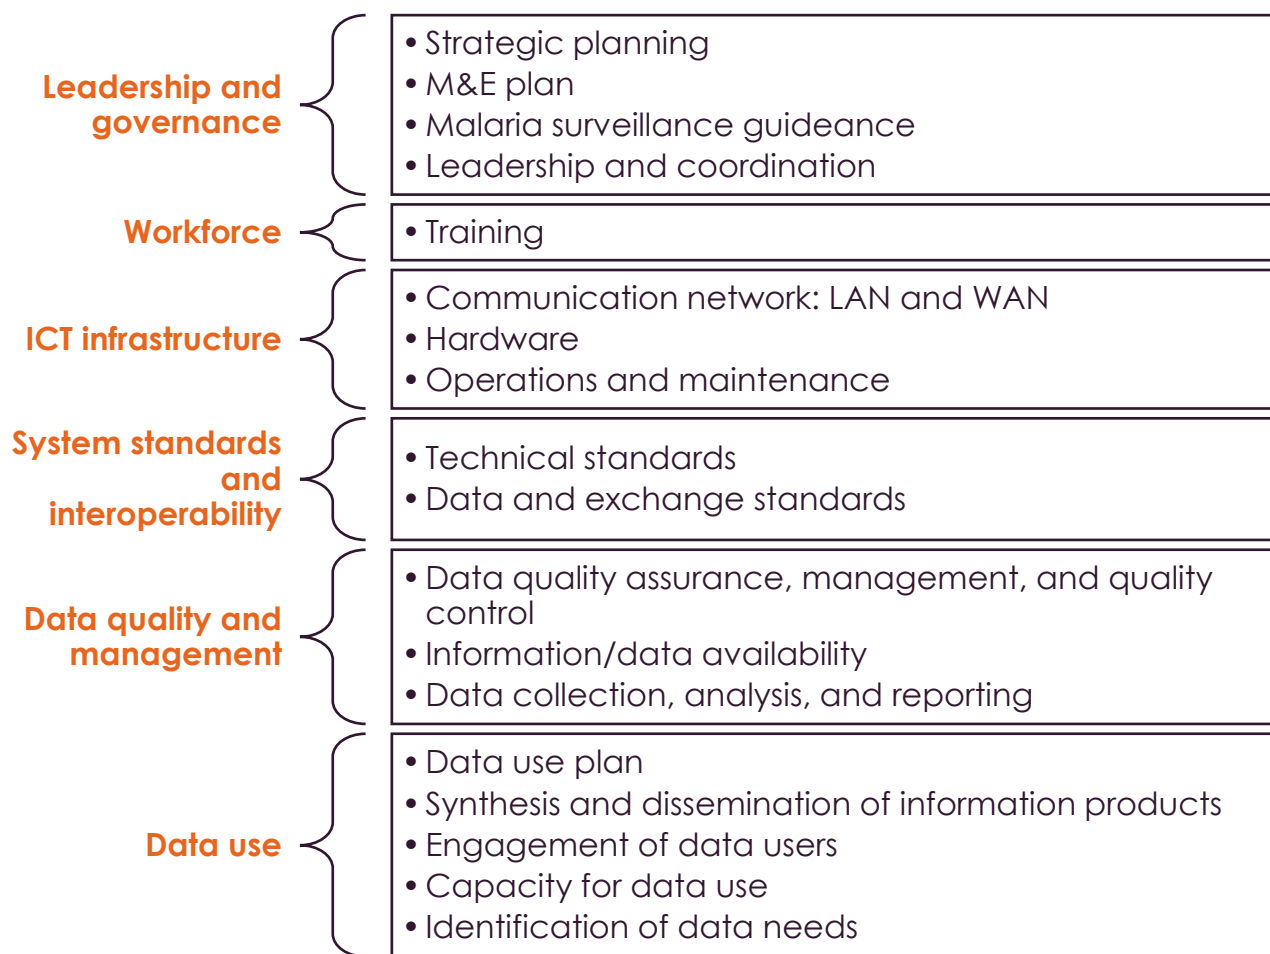 Leadership and
governance
• Strategic planning
• M&E plan
• Malaria surveillance guideance
• Leadership and coordination
Workforce
• Training
ICT infrastructure
• Communication network: LAN and WAN
• Hardware
• Operations and maintenance
System standards
and
interoperability
• Technical standards
• Data and exchange standards
Data quality and
management
• Data quality assurance, management, and quality
control
• Information/data availability
• Data collection, analysis, and reporting
Data use
• Data use plan
• Synthesis and dissemination of information products
• Engagement of data users
• Capacity for data use
• Identification of data needs